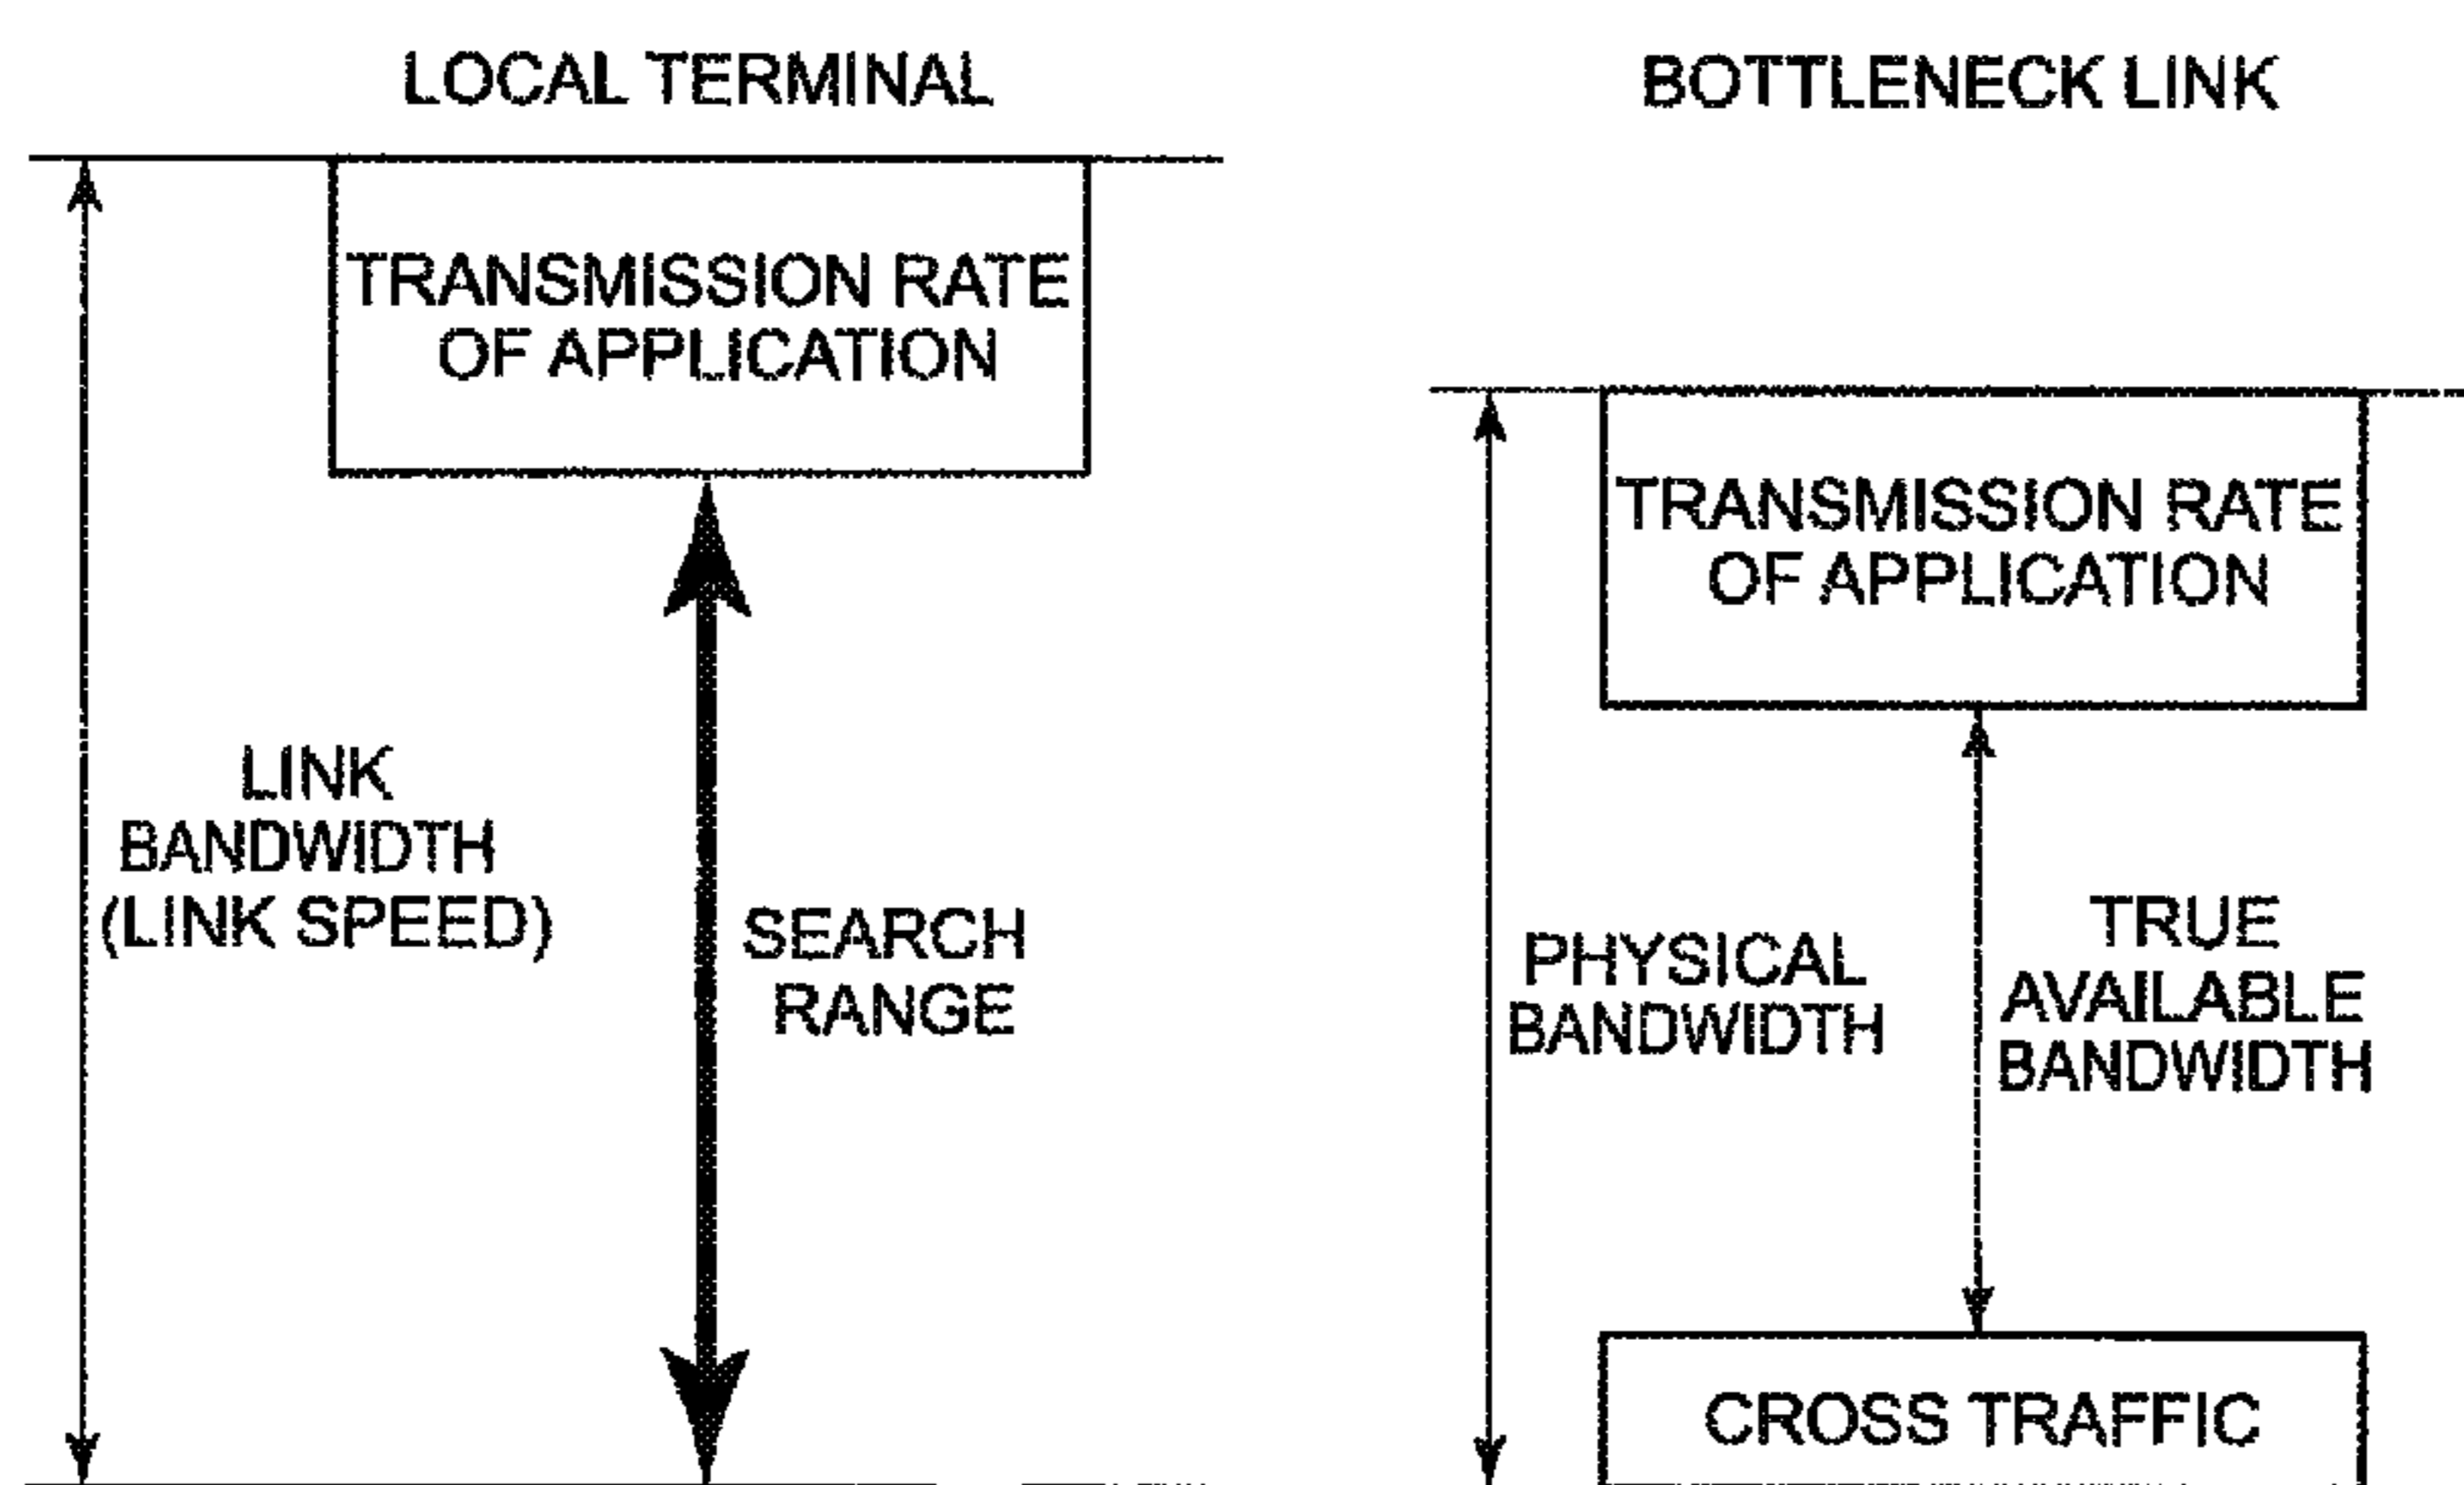 LOCAL TERMINAL
TRANSMISSION RATE
OF APPLICATION
LINK
BANDWIDTH
(LINK SPEED)
SEARCH
RANGE
BOTTLENECK LINK
TRANSMISSION RATE
OF APPLICATION
PHYSICAL
BANDWIDTH
TRUE
AVAILABLE
BANDWIDTH
CROSS TRAFFIC